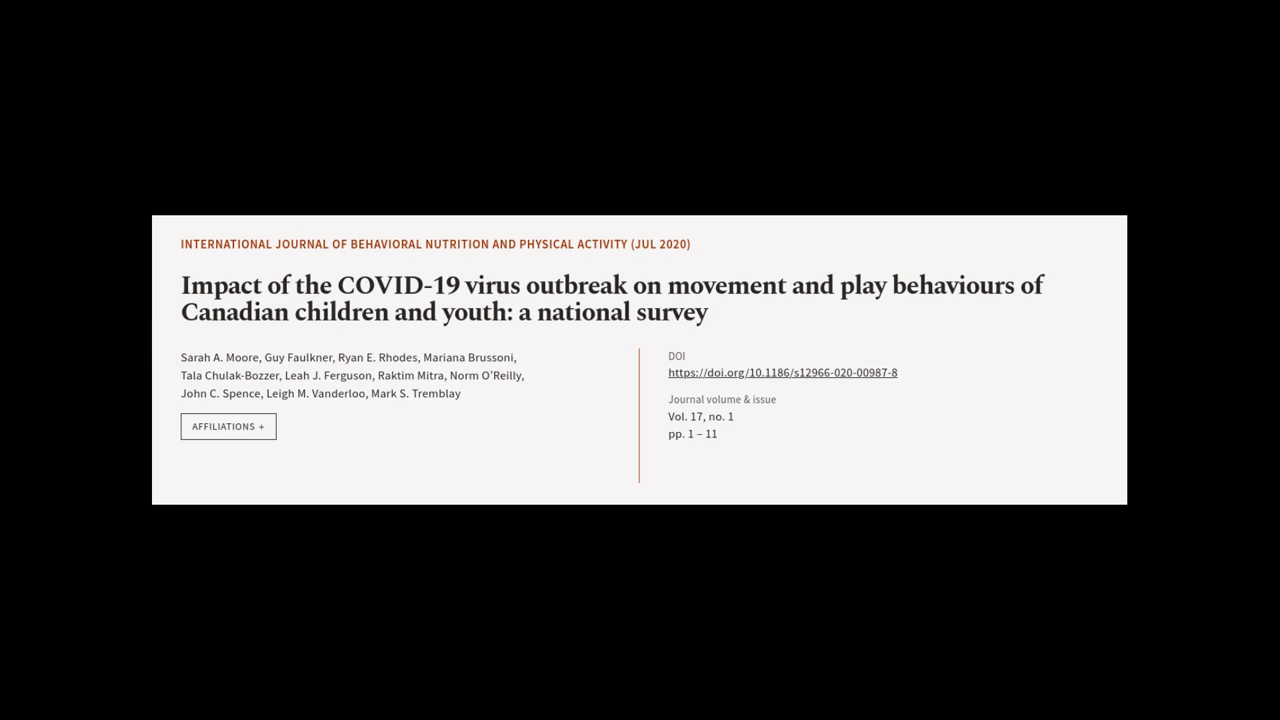 INTERNATIONAL JOURNAL OF BEHAVIORAL NUTRITION AND PHYSICAL ACTIVITY (JUL 2020)
Impact of the COVID-19 virus outbreak on movement and play behaviours of
Canadian children and youth: a national survey
Sarah A. Moore, Guy Faulkner, Ryan E. Rhodes, Mariana Brussoni,
Tala Chulak-Bozzer, Leah J. Ferguson, Raktim Mitra, Norm O’Reilly,
John C. Spence, Leigh M. Vanderloo, Mark S. Tremblay
AFFILIATIONS +
DOI
https://doi.org/10.1186/s12966-020-00987-8
Journal volume & issue
Vol. 17, no. 1
pp. 1 – 11